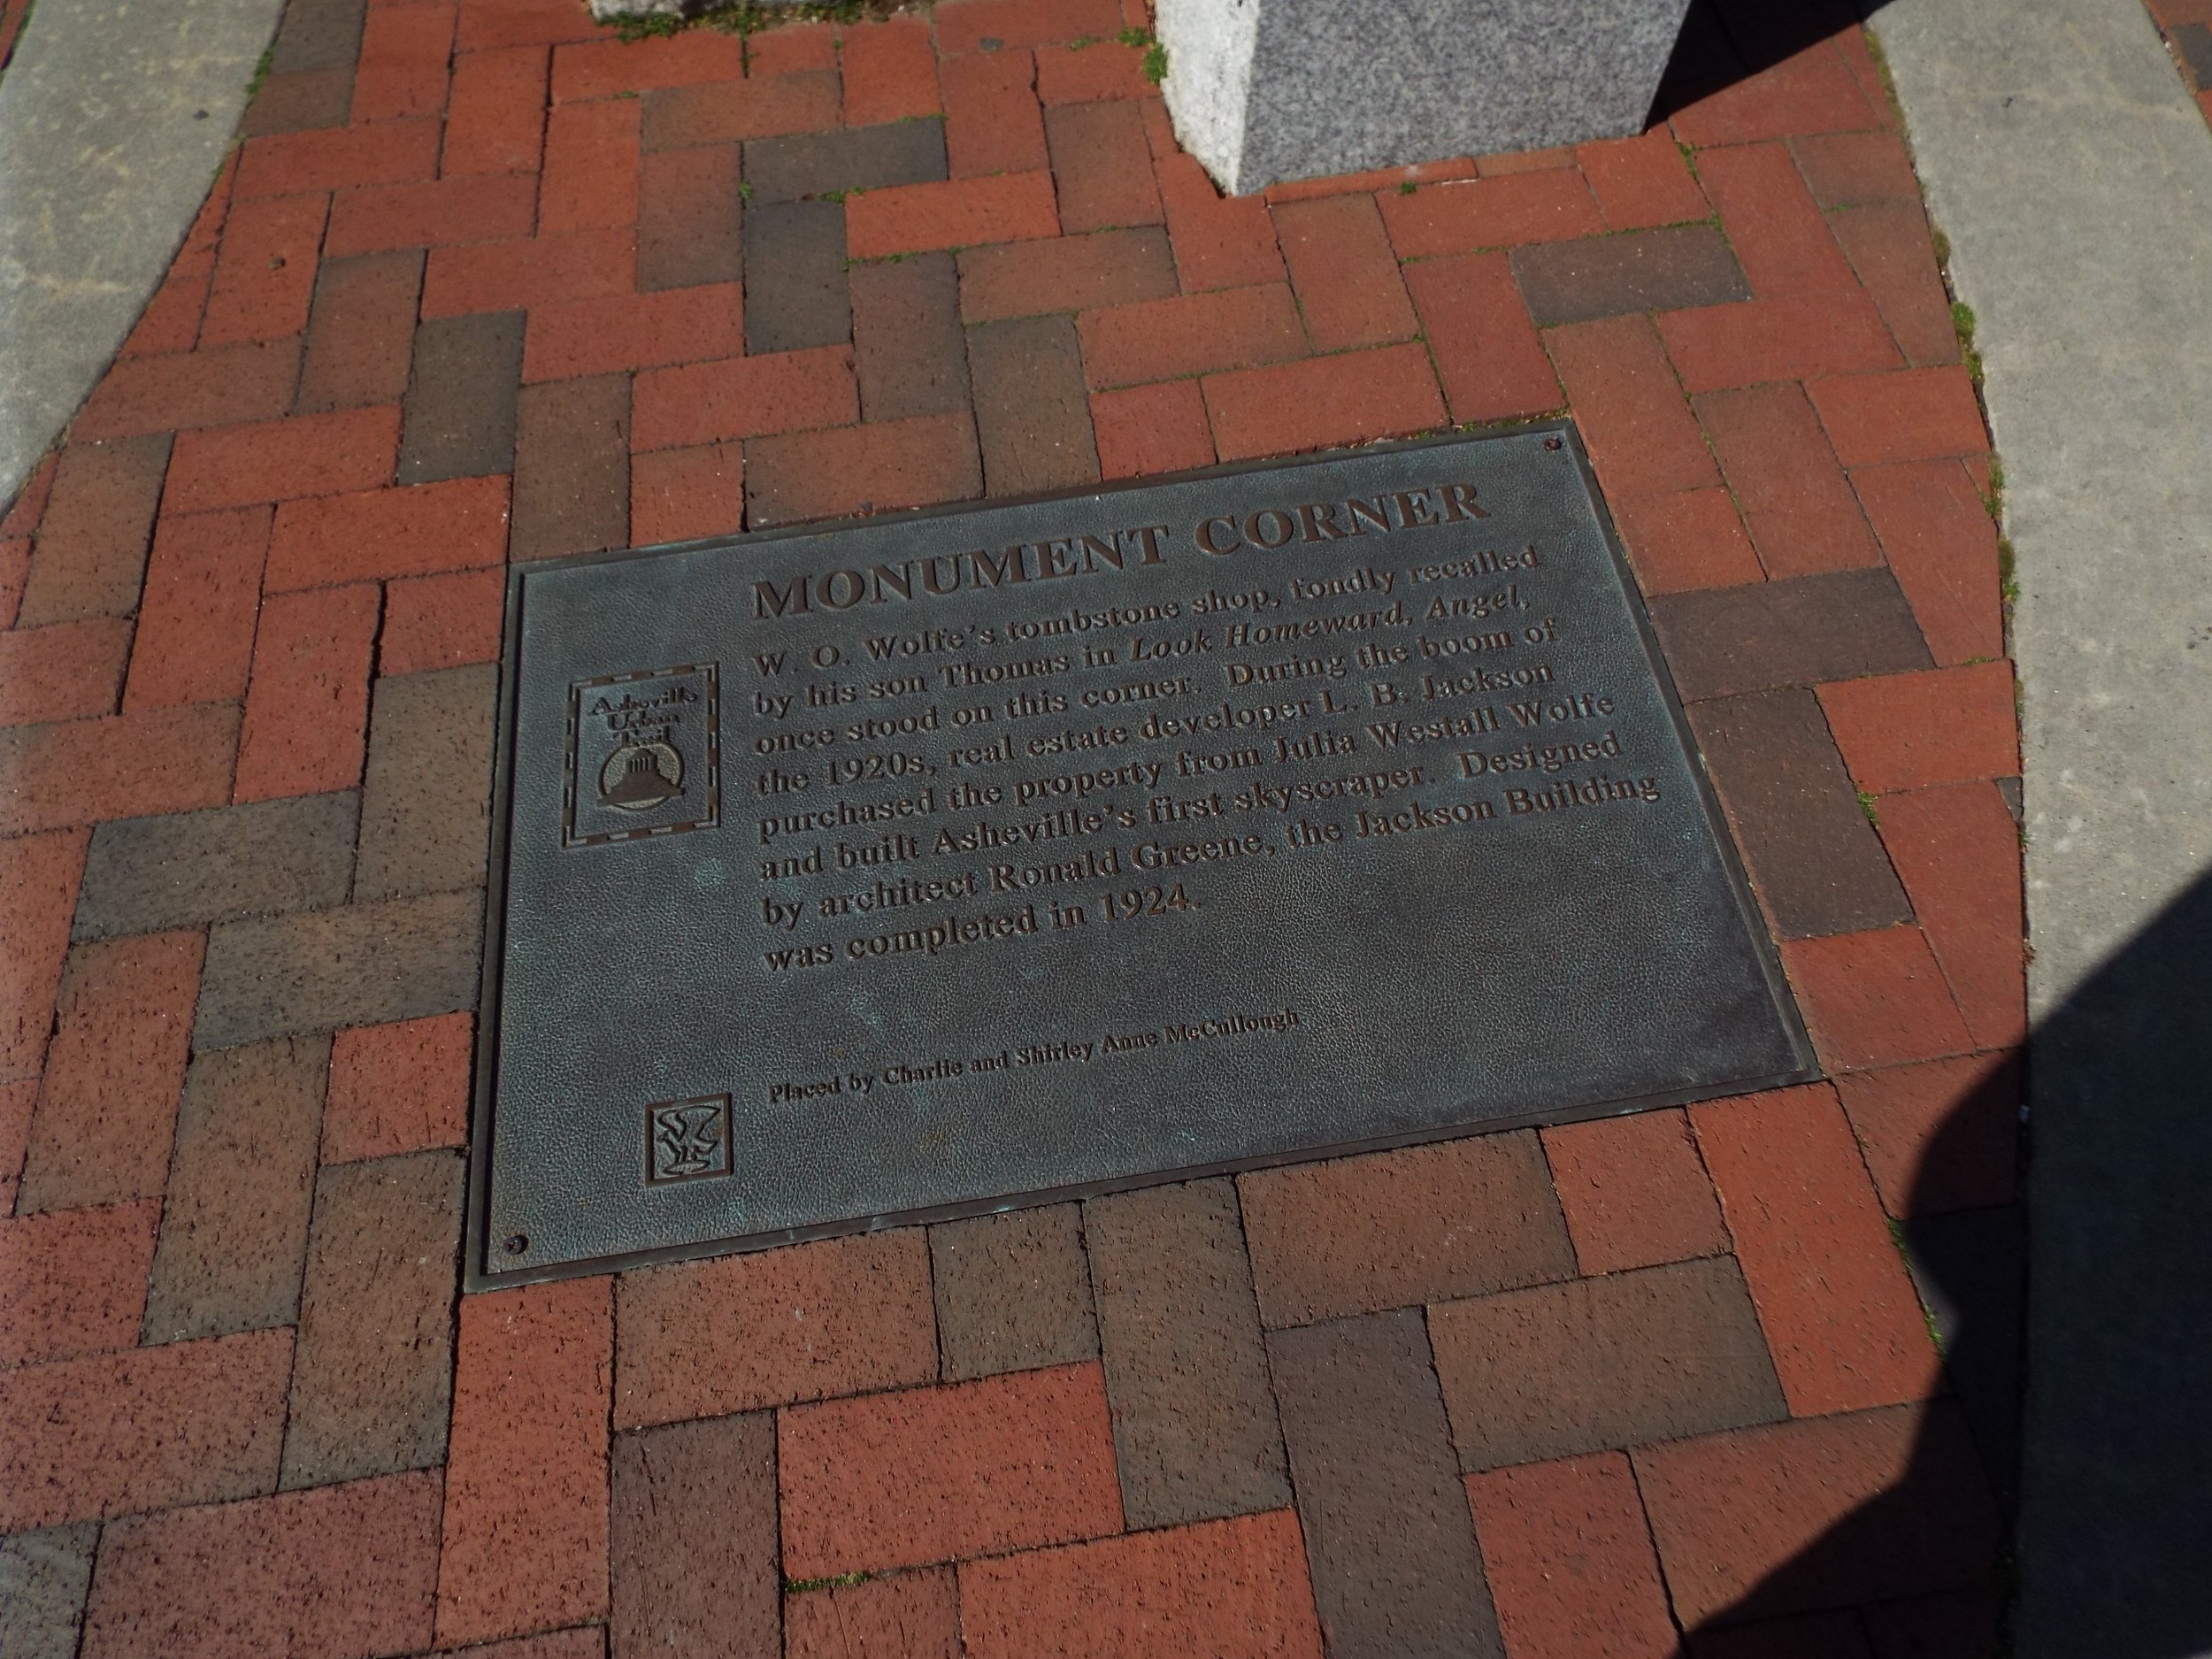 MONUMENT CORNER
W. O. Wolfe's tombstone shop, fondly recalled
by his son Thomas in Look Homeward, Angel,
once stood on this corner. During the boom of
the 1920s, real estate developer L. B. Jackson
purchased the property from Julia Westall Wolfe
and built Asheville's first skyscraper. Designed
by architect Ronald Greene, the Jackson Building
was completed in 1924.
Asheville
Urban
Trail
Placed by Charlie and Shirley Anne McCullough